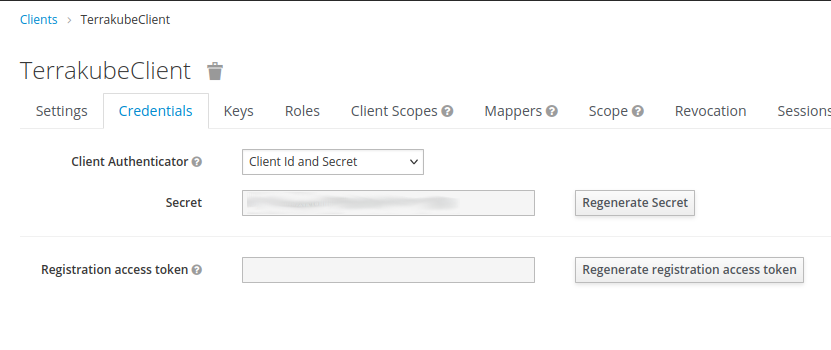 Clients > TerrakubeClient
TerrakubeClient
Settings Credentials Keys Roles Client Scopes Mappers Scope Revocation Sessions
Client Authenticator Client Id and Secret
Secret Regenerate Secret
Registration access token Regenerate registration access token